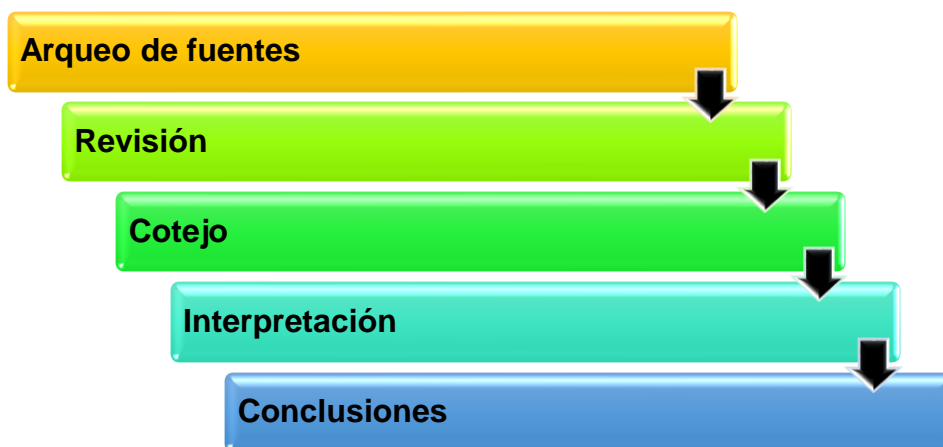 Arqueo de fuentes
Revisión
Cotejo
Interpretación
Conclusiones